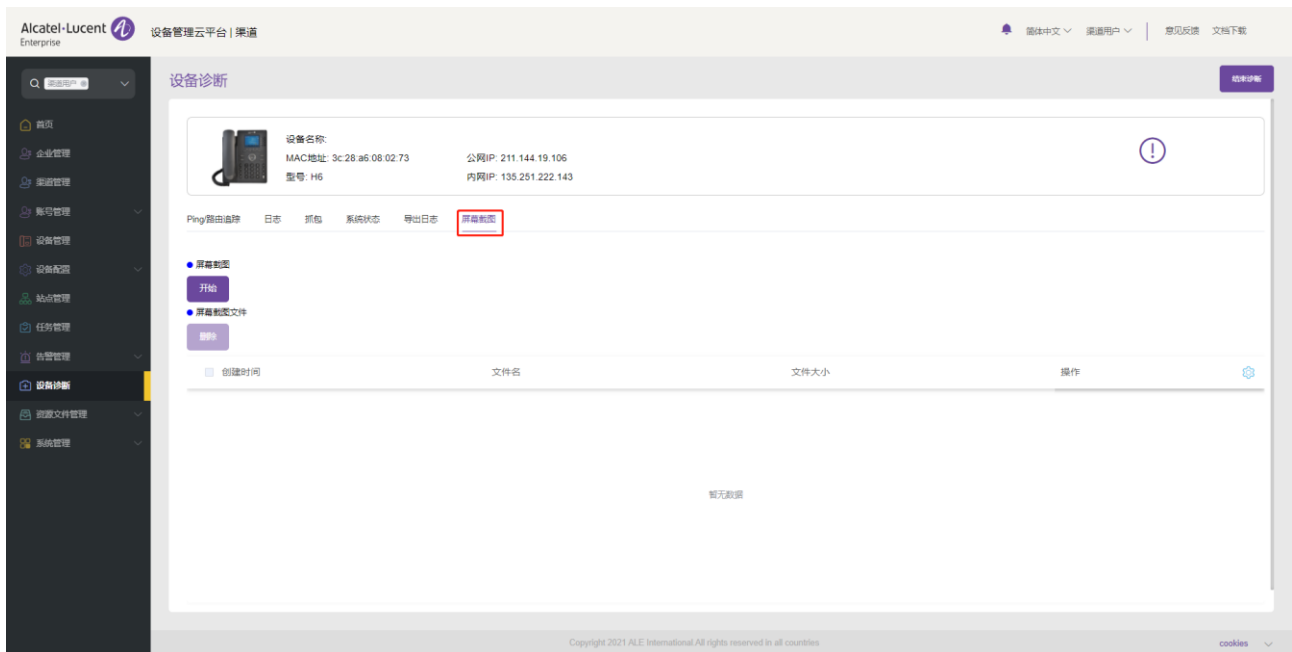 Alcatel·Lucent
Enterprise
设备管理云平台 | 渠道
简体中文
渠道用户
意见反馈
文档下载
渠道用户
设备诊断
结束诊断
首页
企业管理
渠道管理
账号管理
设备管理
设备配置
站点管理
任务管理
告警管理
设备诊断
资源文件管理
系统管理
设备名称:
MAC地址: 3c:28:a6:08:02:73
公网IP: 211.144.19.106
型号: H6
内网IP: 135.251.222.143
Ping/路由追踪
日志
抓包
系统状态
导出日志
屏幕截图
屏幕截图
开始
屏幕截图文件
删除
创建时间
文件名
文件大小
操作
暂无数据
Copyright 2021 ALE International.All rights reserved in all countries
cookies